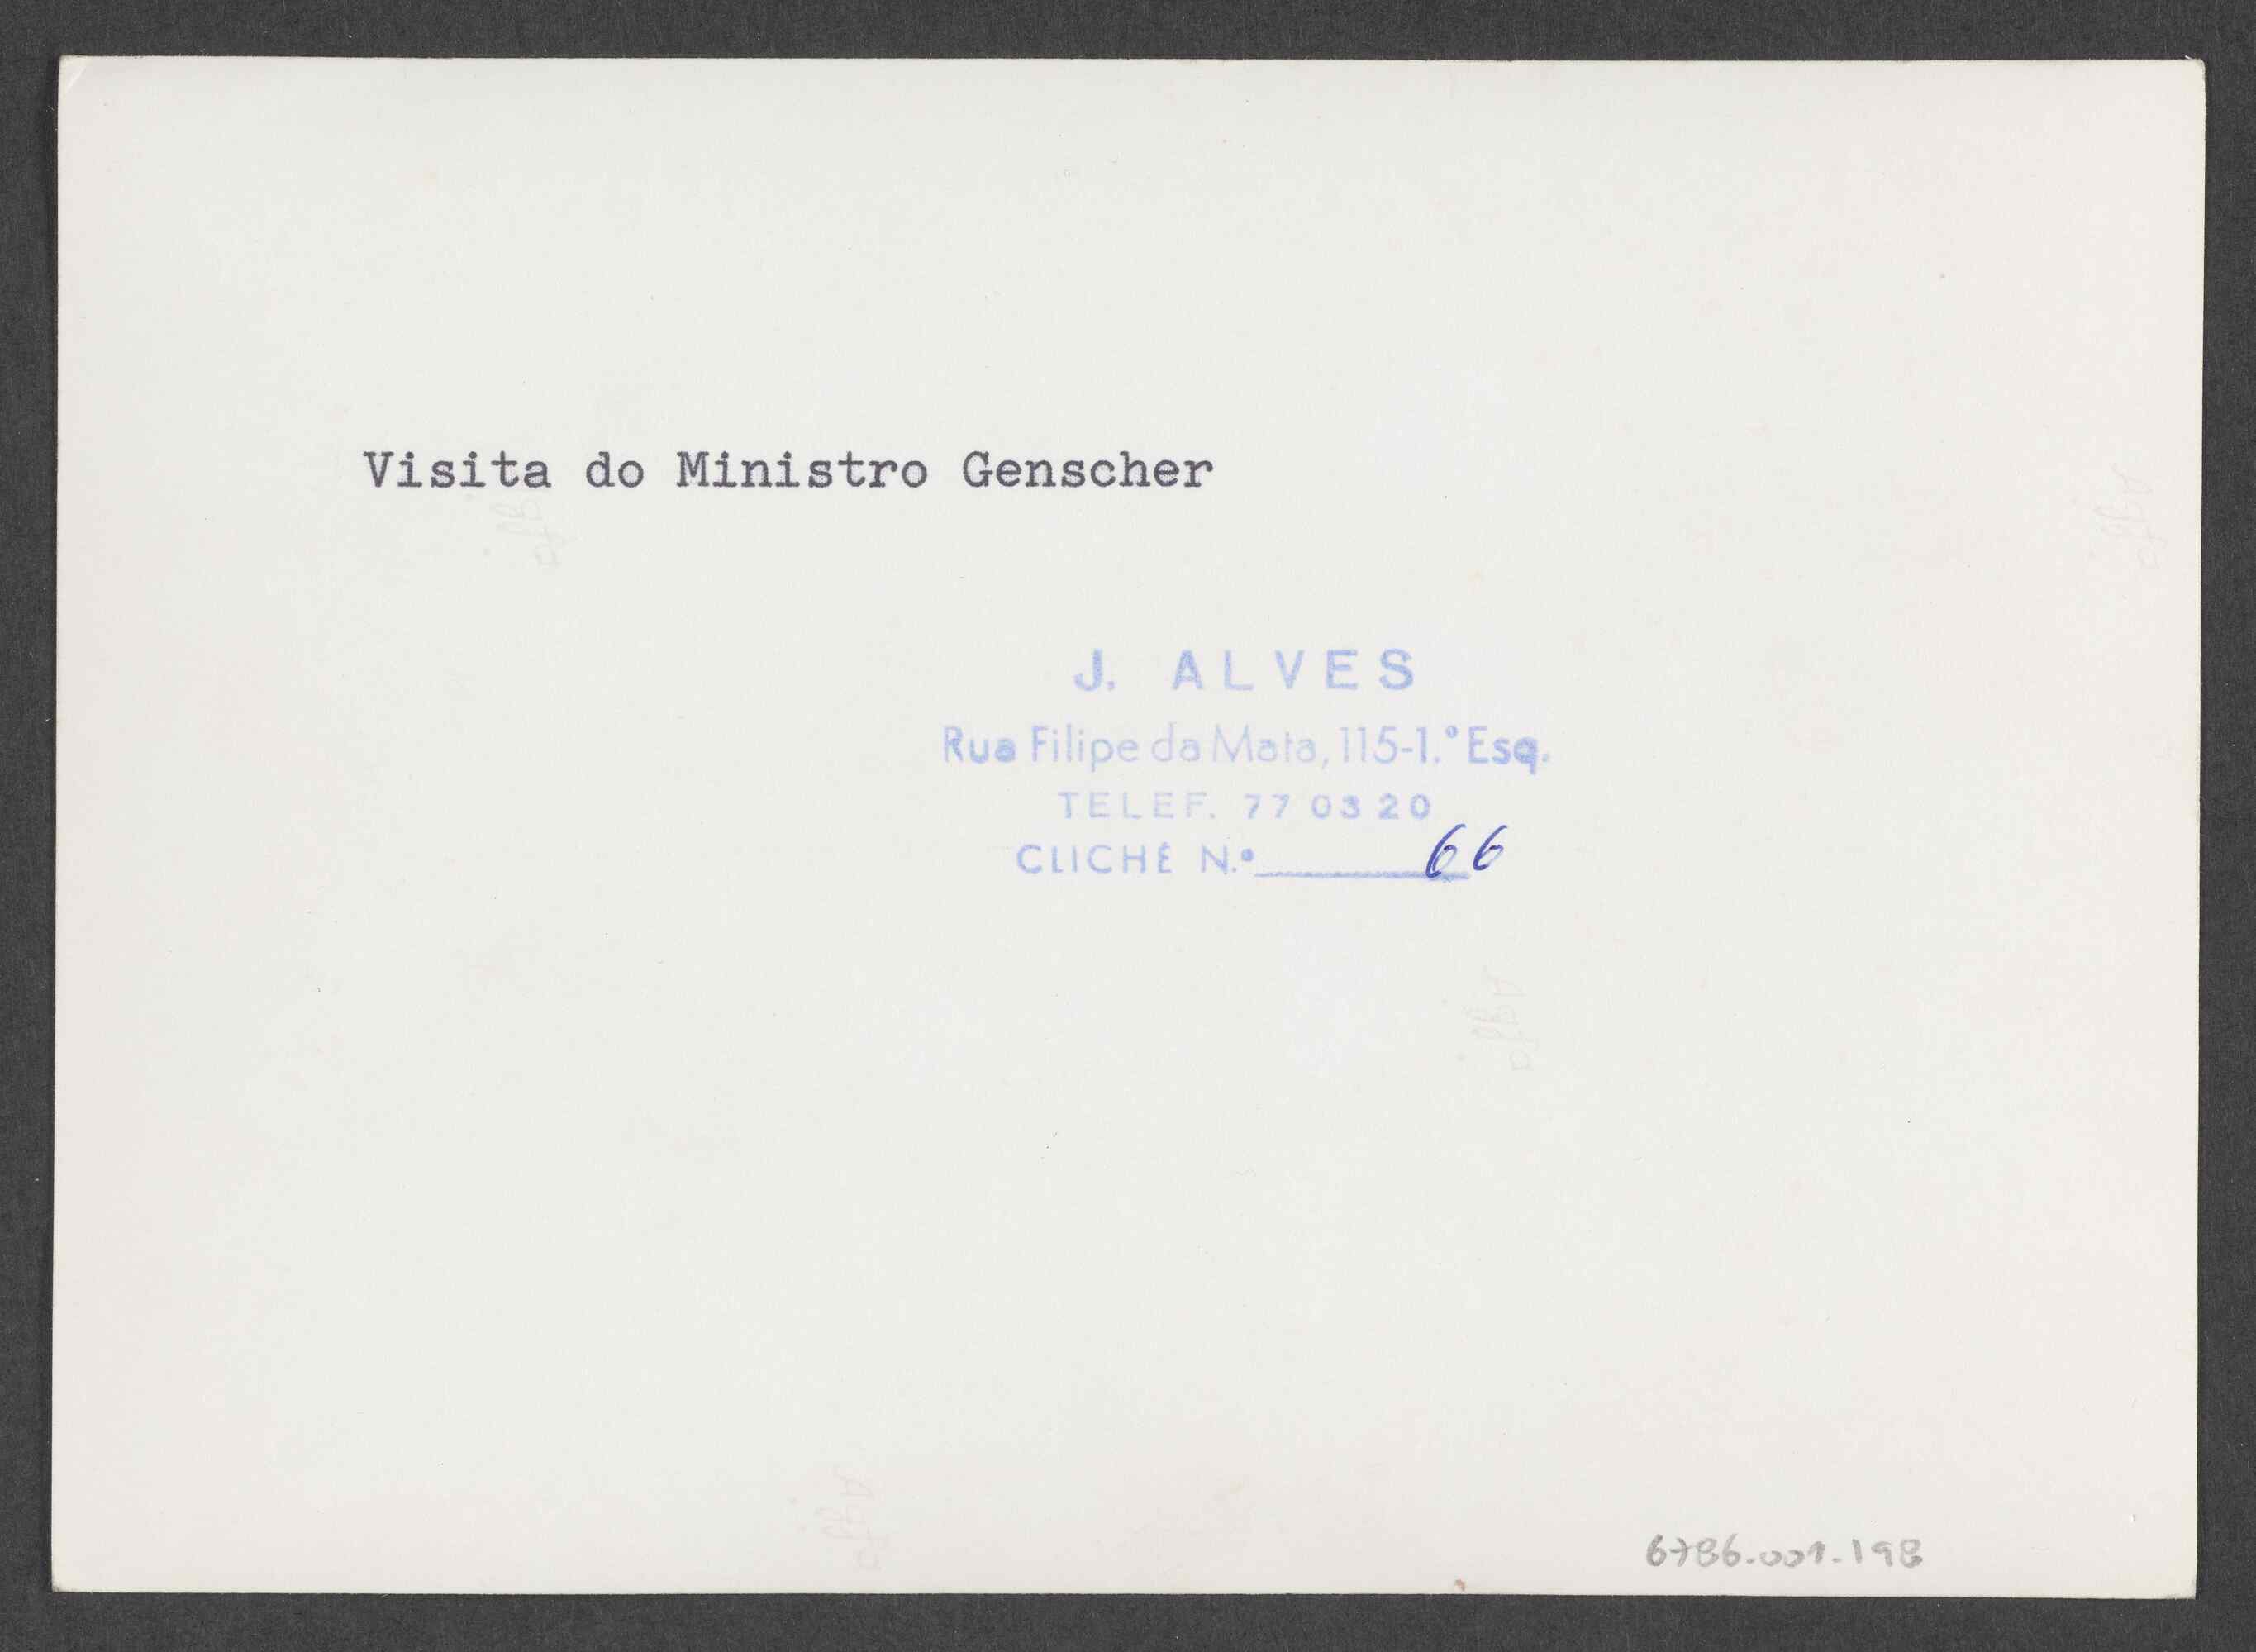 Visita do Ministro Genscher
J. ALVES
Rua Filipe da Mata, 115-1.º Esq.
TELEF. 77 03 20
CLICHÉ N.º 66
6786.001.198